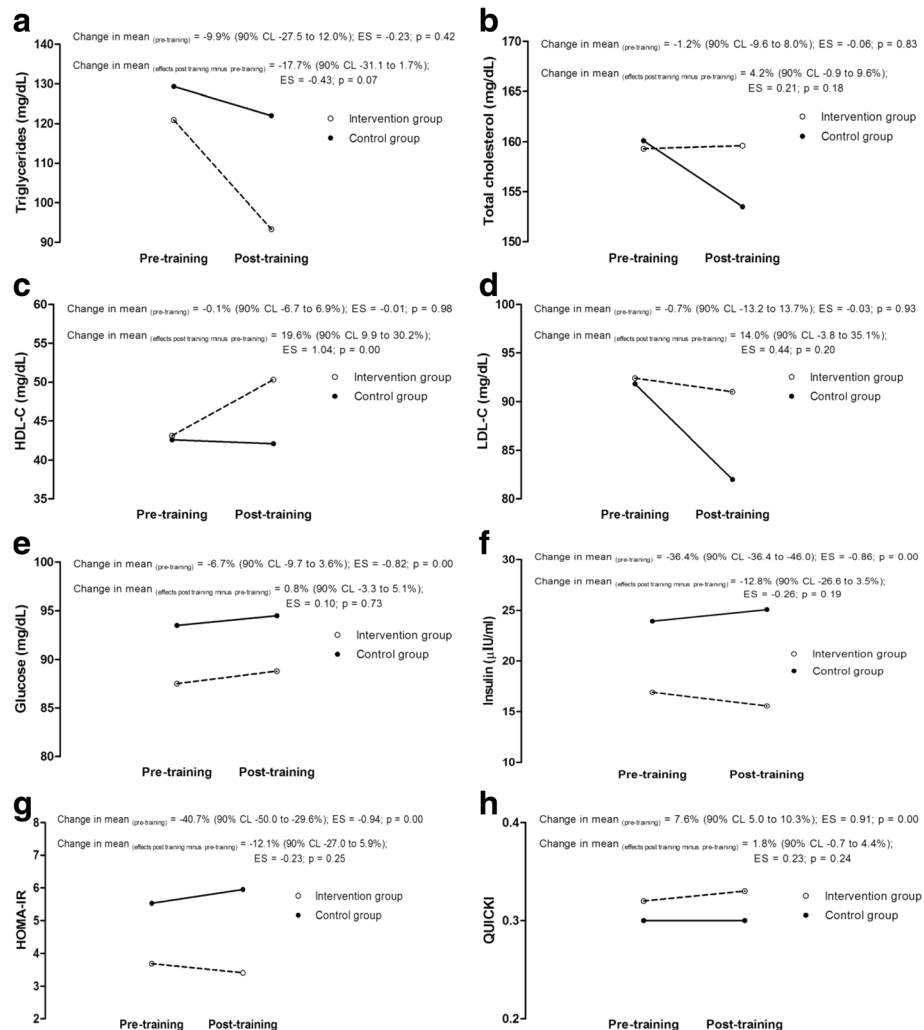 a
Change in mean (pre-training) = -9.9% (90% CL -27.5 to 12.0%); ES = -0.23; p = 0.42
Change in mean (effects post training minus pre-training) = -17.7% (90% CL -31.1 to 1.7%);
ES = -0.43; p = 0.07
Triglycerides (mg/dL)
140
130
120
110
100
90
Intervention group
Control group
Pre-training Post-training
b
Change in mean (pre-training) = -1.2% (90% CL -9.6 to 8.0%); ES = -0.06; p = 0.83
Change in mean (effects post training minus pre-training) = 4.2% (90% CL -0.9 to 9.6%);
ES = 0.21; p = 0.18
Total cholesterol (mg/dL)
170
165
160
155
150
Intervention group
Control group
Pre-training Post-training
c
Change in mean (pre-training) = -0.1% (90% CL -6.7 to 6.9%); ES = -0.01; p = 0.98
Change in mean (effects post training minus pre-training) = 19.6% (90% CL 9.9 to 30.2%);
ES = 1.04; p = 0.00
HDL-C (mg/dL)
60
55
50
45
40
35
Intervention group
Control group
Pre-training Post-training
d
Change in mean (pre-training) = -0.7% (90% CL -13.2 to 13.7%); ES = -0.03; p = 0.93
Change in mean (effects post training minus pre-training) = 14.0% (90% CL -3.8 to 35.1%);
ES = 0.44; p = 0.20
LDL-C (mg/dL)
100
95
90
85
80
Intervention group
Control group
Pre-training Post-training
e
Change in mean (pre-training) = -6.7% (90% CL -9.7 to 3.6%); ES = -0.82; p = 0.00
Change in mean (effects post training minus pre-training) = 0.8% (90% CL -3.3 to 5.1%);
ES = 0.10; p = 0.73
Glucose (mg/dL)
100
95
90
85
80
Intervention group
Control group
Pre-training Post-training
f
Change in mean (pre-training) = -36.4% (90% CL -36.4 to -46.0); ES = -0.86; p = 0.00
Change in mean (effects post training minus pre-training) = -12.8% (90% CL -26.6 to 3.5%);
ES = -0.26; p = 0.19
Insulin (µIU/ml)
30
25
20
15
10
Intervention group
Control group
Pre-training Post-training
g
Change in mean (pre-training) = -40.7% (90% CL -50.0 to -29.6%); ES = -0.94; p = 0.00
Change in mean (effects post training minus pre-training) = -12.1% (90% CL -27.0 to 5.9%);
ES = -0.23; p = 0.25
HOMA-IR
8
7
6
5
4
3
2
Intervention group
Control group
Pre-training Post-training
h
Change in mean (pre-training) = 7.6% (90% CL 5.0 to 10.3%); ES = 0.91; p = 0.00
Change in mean (effects post training minus pre-training) = 1.8% (90% CL -0.7 to 4.4%);
ES = 0.23; p = 0.24
QUICKI
0.4
0.3
0.2
Intervention group
Control group
Pre-training Post-training